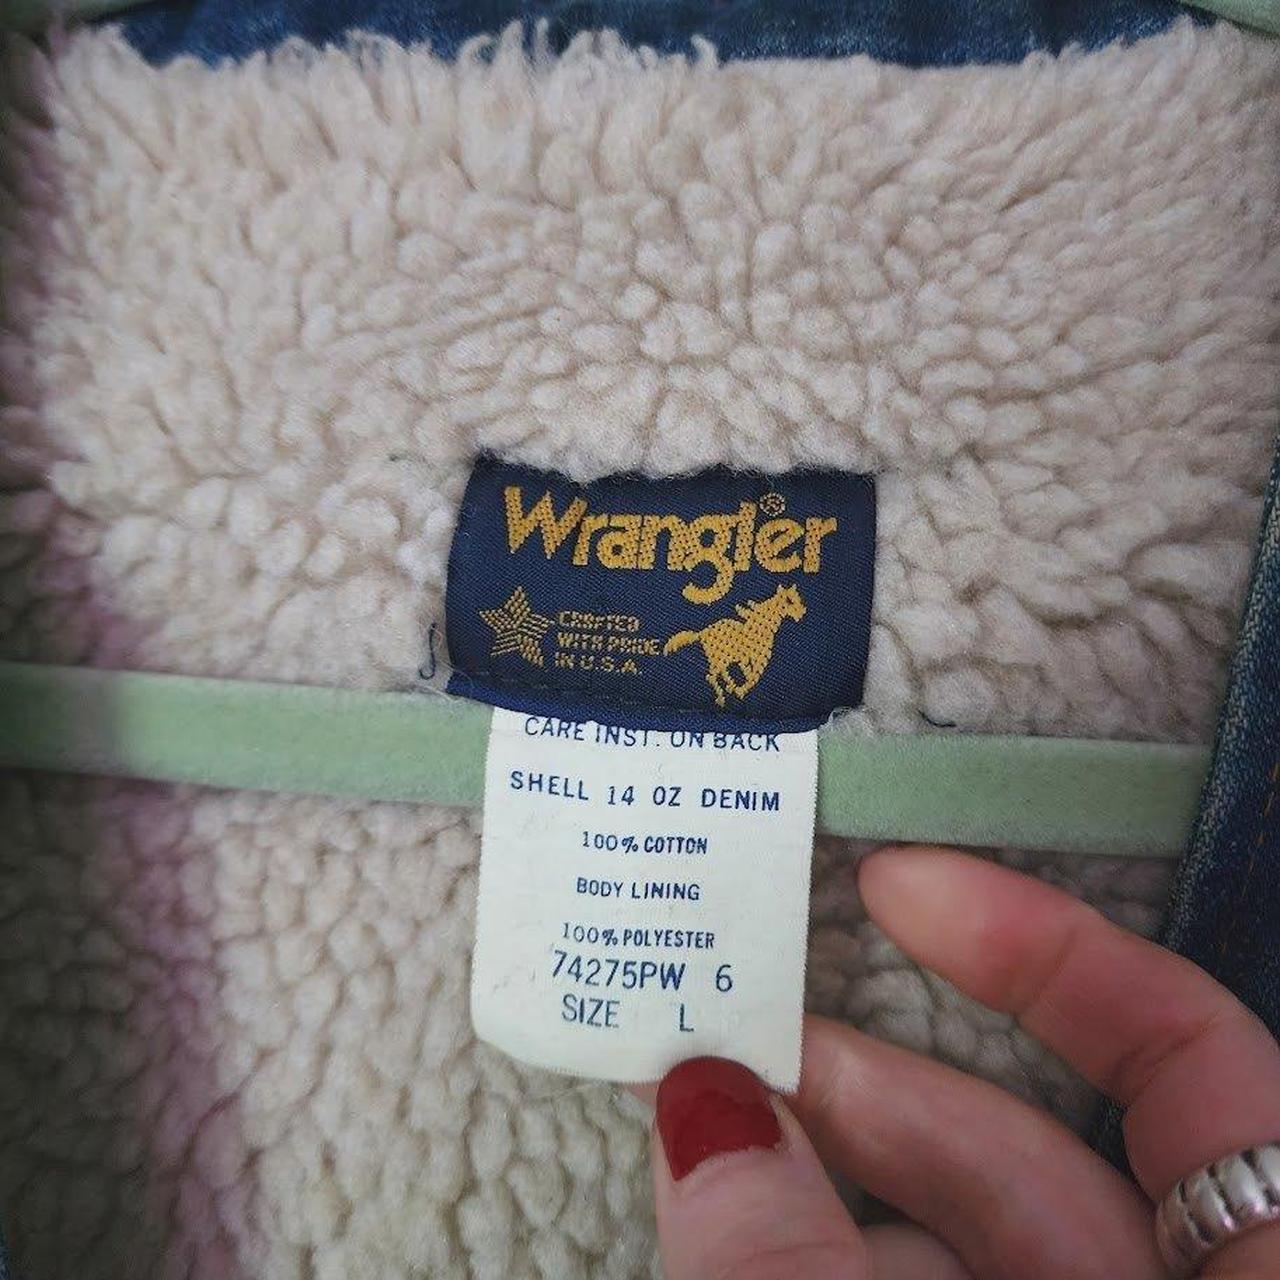 Wrangler®
CRAFTED
WITH PRIDE
IN U.S.A.
CARE INST. ON BACK
SHELL 14 OZ DENIM
100% COTTON
BODY LINING
100% POLYESTER
74275PW 6
SIZE L